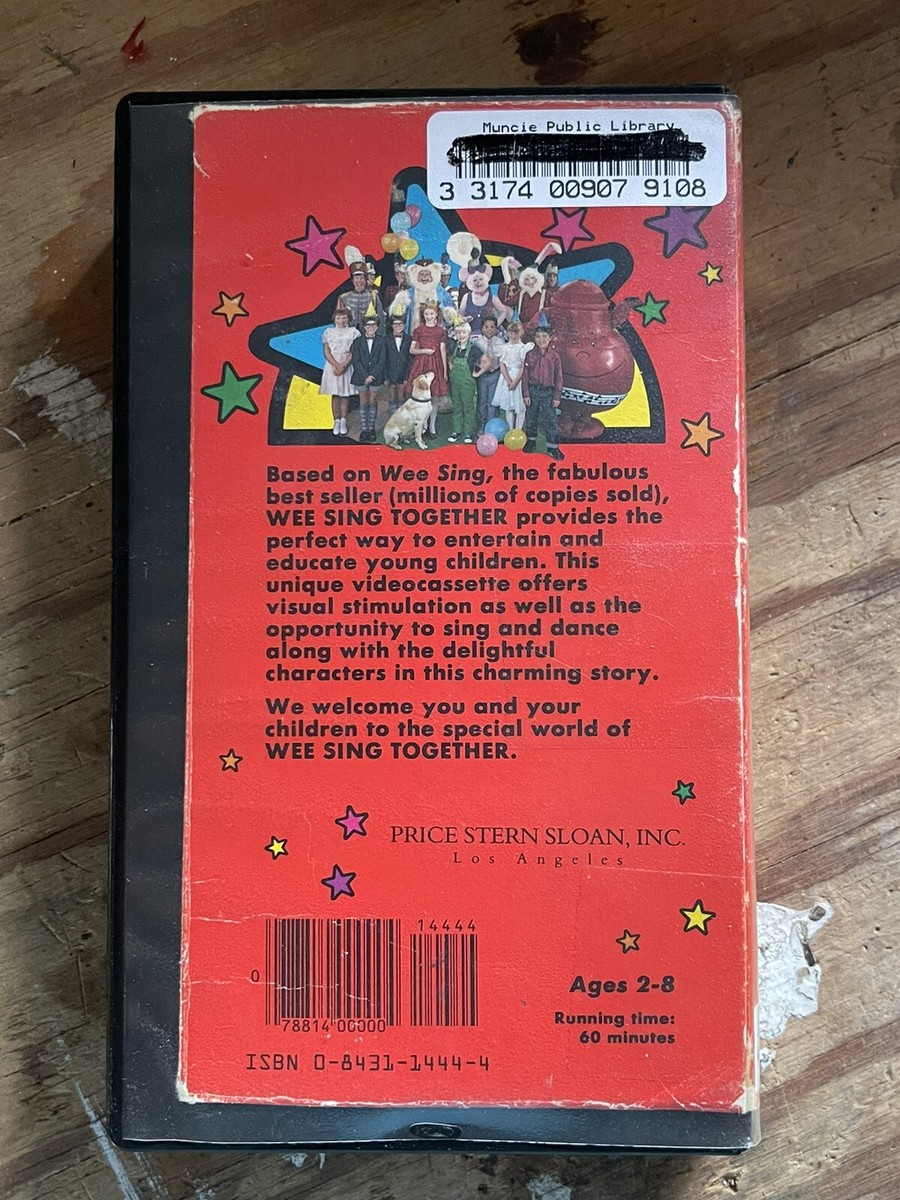 Muncie Public Library
3 3174 00907 9108
Based on Wee Sing, the fabulous
best seller (millions of copies sold),
WEE SING TOGETHER provides the
perfect way to entertain and
educate young children. This
unique videocassette offers
visual stimulation as well as the
opportunity to sing and dance
along with the delightful
characters in this charming story.
We welcome you and your
children to the special world of
WEE SING TOGETHER.
PRICE STERN SLOAN, INC.
Los Angeles
14444
0
78814 00000
Ages 2-8
Running time:
60 minutes
ISBN 0-8431-1444-4